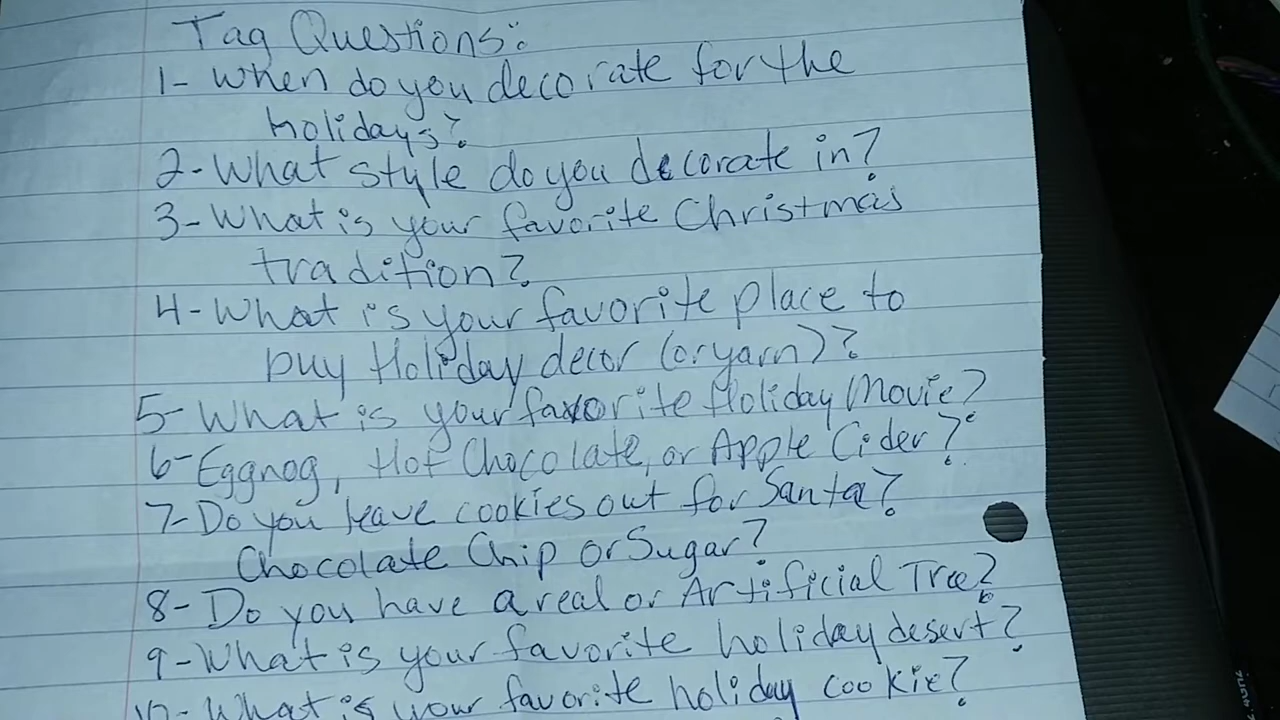 Tag Questions:
1- When do you decorate for the
holidays?
2- What style do you decorate in?
3- What is your favorite Christmas
tradition?
4- What is your favorite place to
buy Holiday decor (or yarn)?
5- What is your favorite Holiday Movie?
6- Eggnog, Hot Chocolate, or Apple Cider?
7- Do you leave cookies out for Santa?
Chocolate Chip or Sugar?
8- Do you have a real or Artificial Tree?
9- What is your favorite holiday desert?
10- What is your favorite holiday cookie?